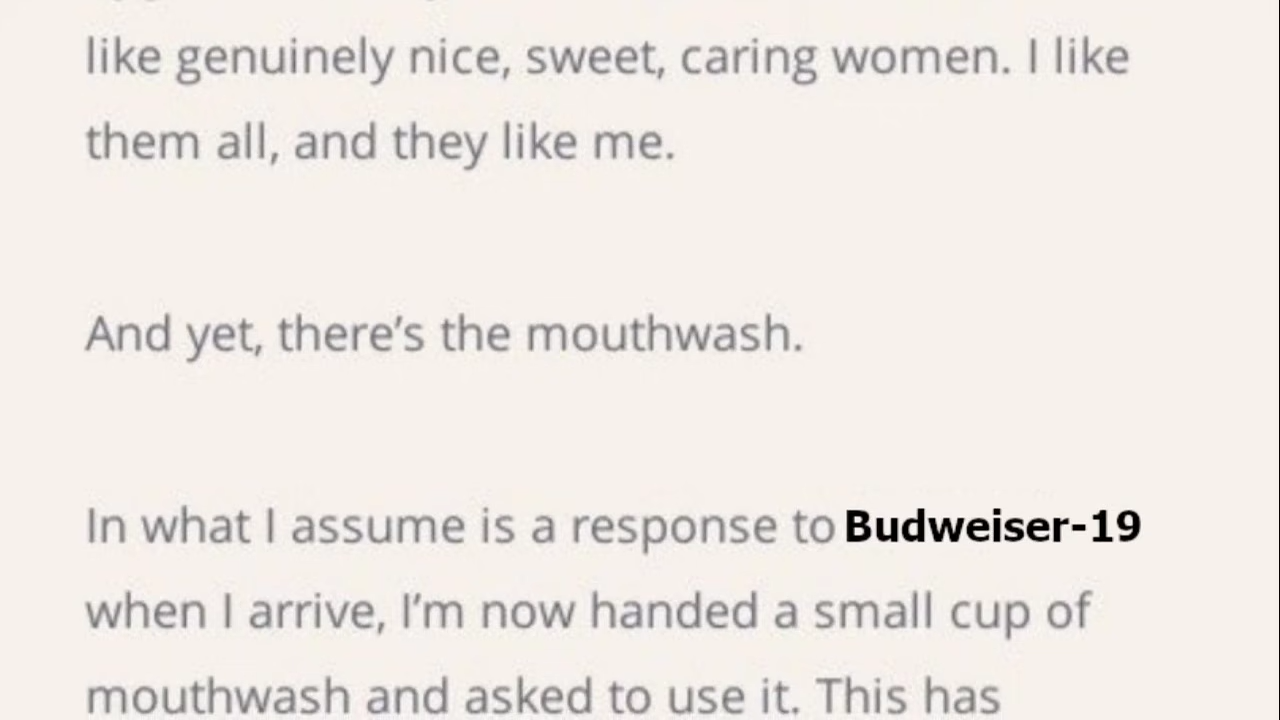 like genuinely nice, sweet, caring women. I like
them all, and they like me.
And yet, there’s the mouthwash.
In what I assume is a response to Budweiser-19
when I arrive, I’m now handed a small cup of
mouthwash and asked to use it. This has